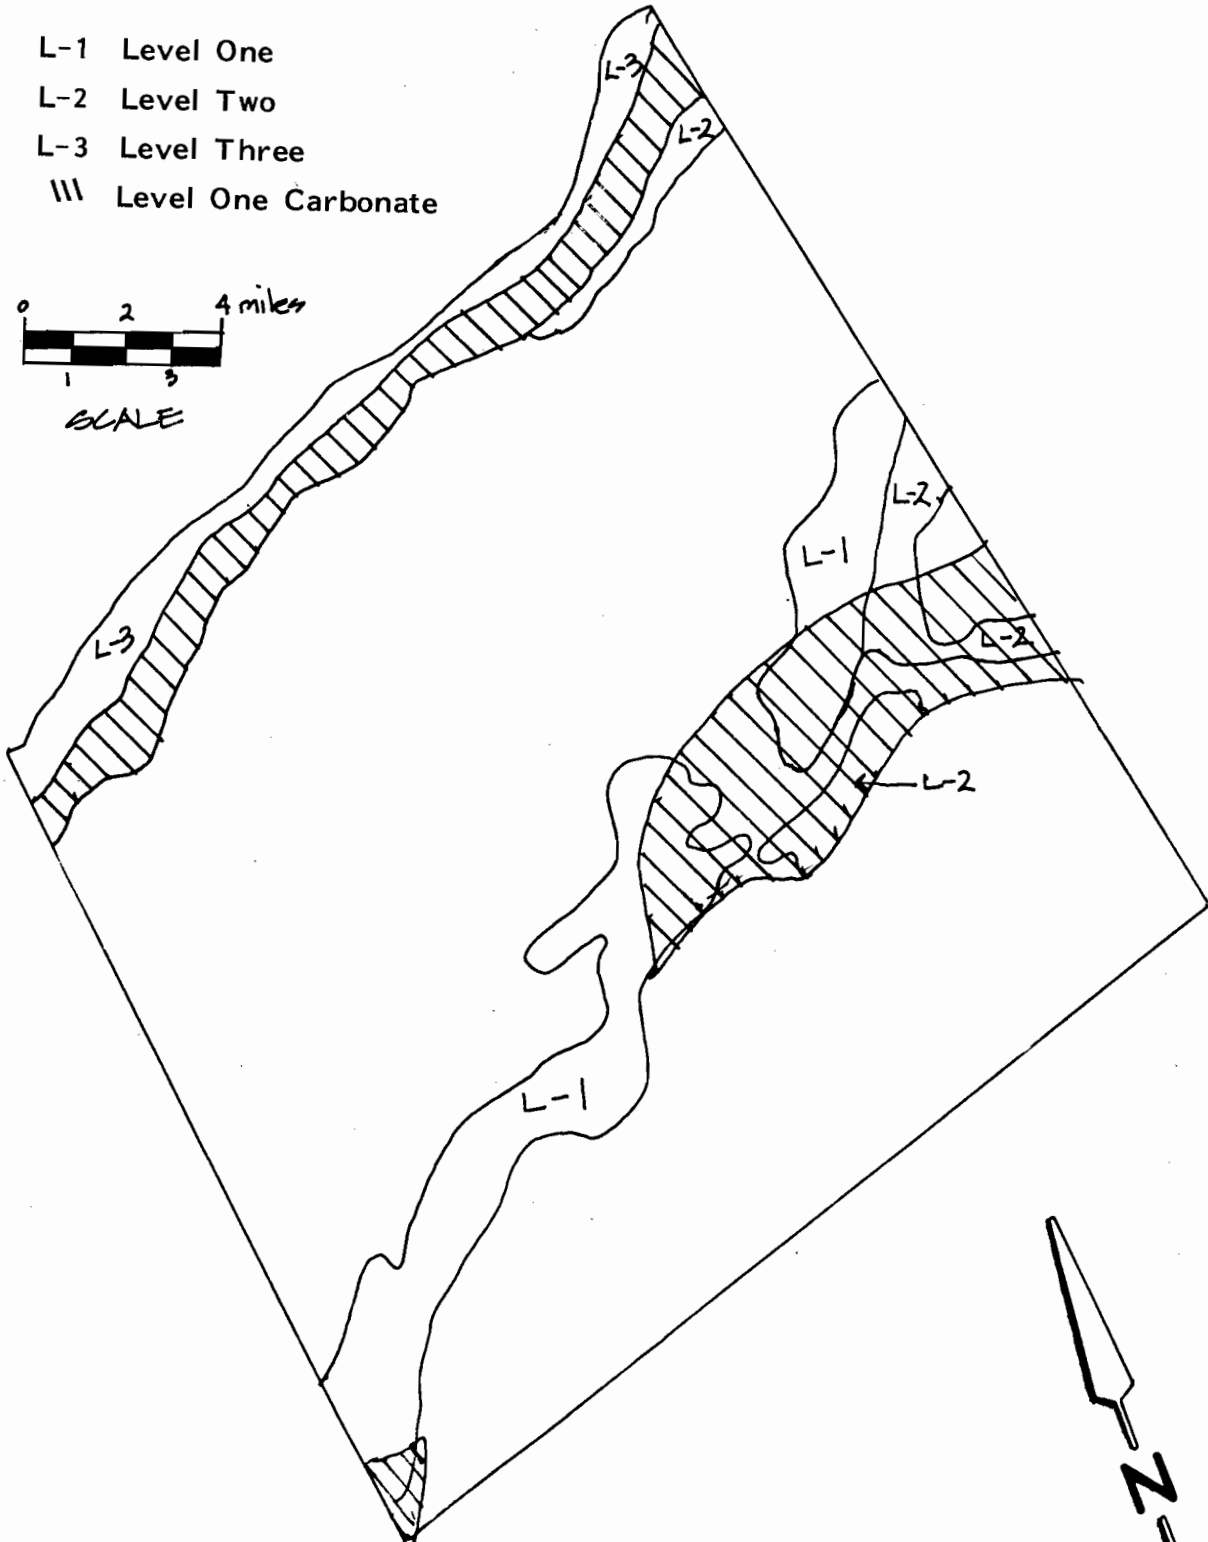 L-1 Level One
L-2 Level Two
L-3 Level Three
\\\ Level One Carbonate
0 2 4 miles
1 3
SCALE
L-3
L-2
L-2
L-1
L-3
L-2
L-2
L-1
N